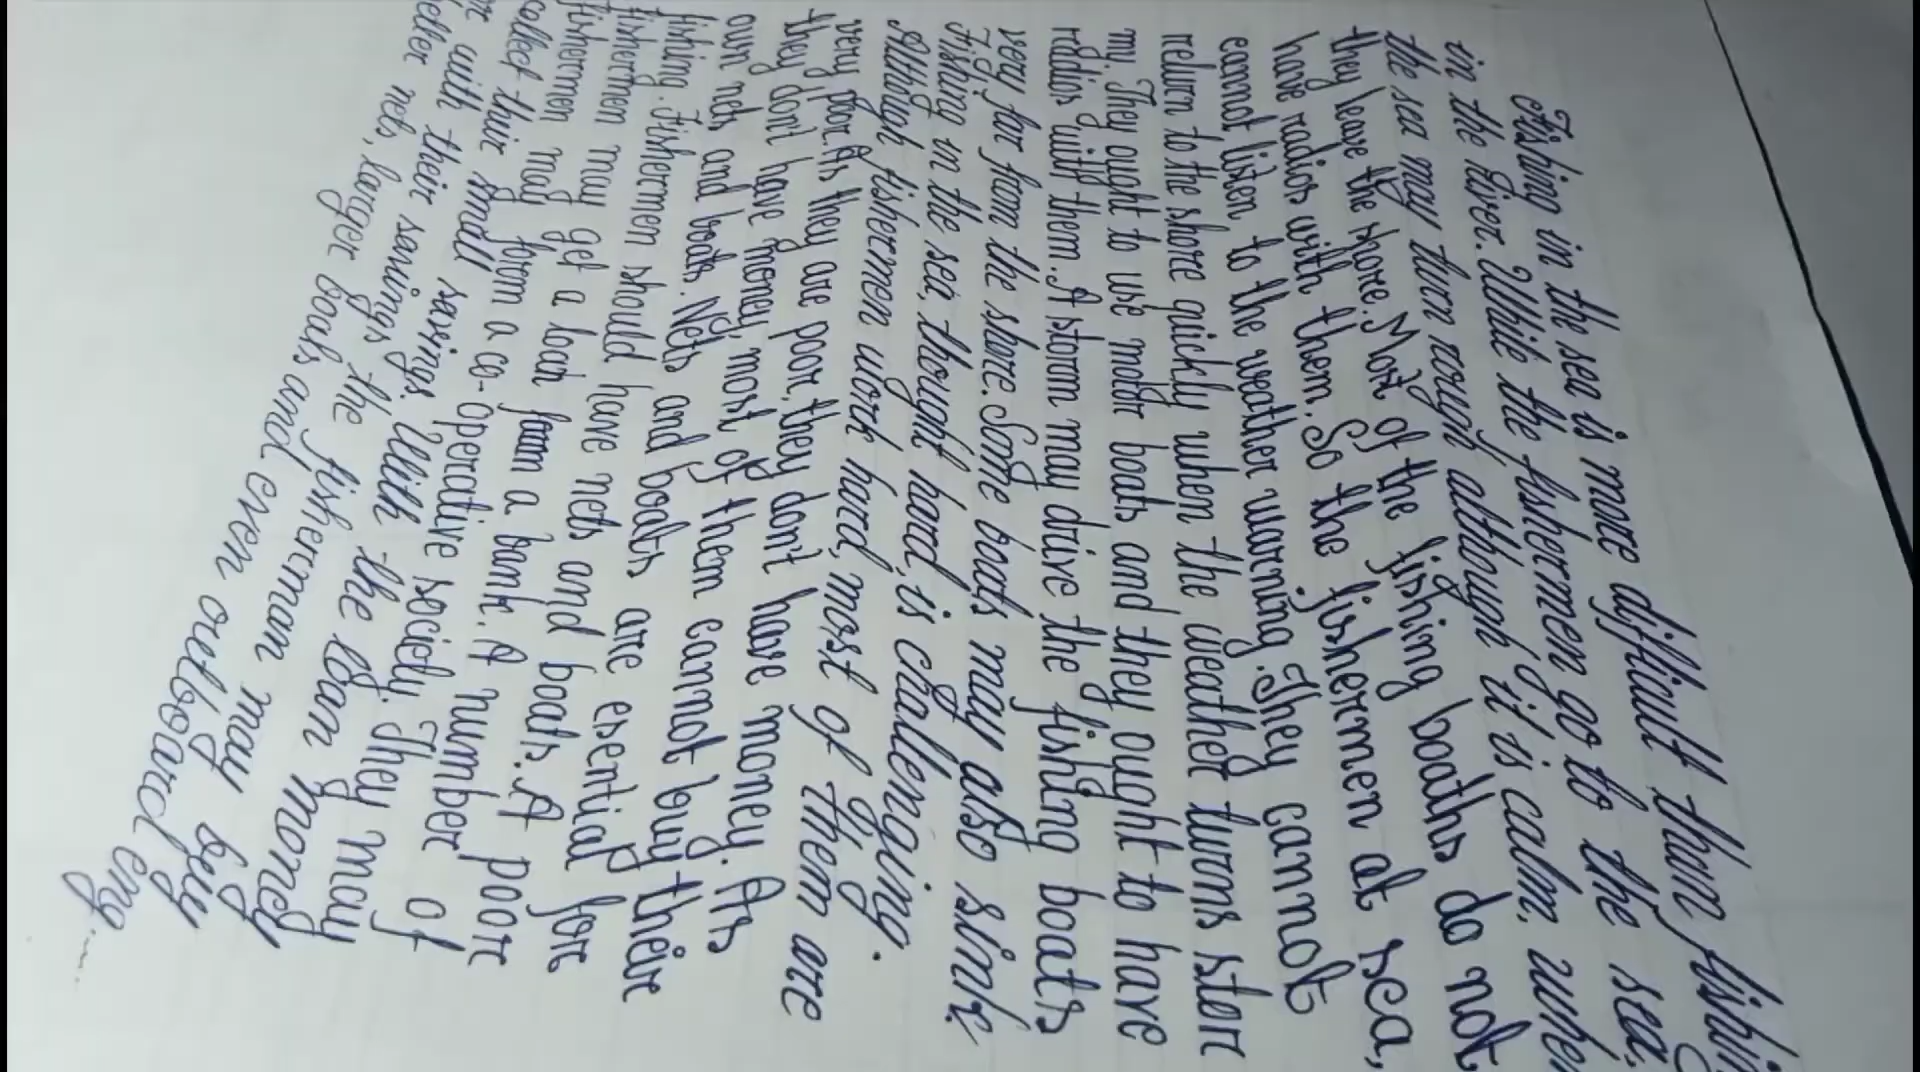 Fishing in the sea is more difficult than fishin
in the river. While the fishermen go to the sea,
the sea may turn rough although it is calm, when
they leave the shore. Most of the fishing boaths do not
have radios with them. So the fishermen at sea,
cannot listen to the weather warning. They cannot
return to the shore quickly when the weather turns storr
my. They ought to use motor boats and they ought to have
radios with them. A storm may drive the fishing boats
very far from the shore. Some boats may also sink.
Fishing in the sea, though hard, is challenging.
Although fishermen work hard, most of them are
very poor. As they are poor, they don't have money. As
they don't have money, most of them cannot buy their
own nets and boats. Nets and boats are esential for
fishing. Fishermen should have nets and boats. A poor
fishermen may get a loan from a bank. A number of
fishermen may form a co-operative society. They may
collect their small savings. With the loan money
or with their savings the fisherman may buy
better nets, larger boats and even outboard eng.....